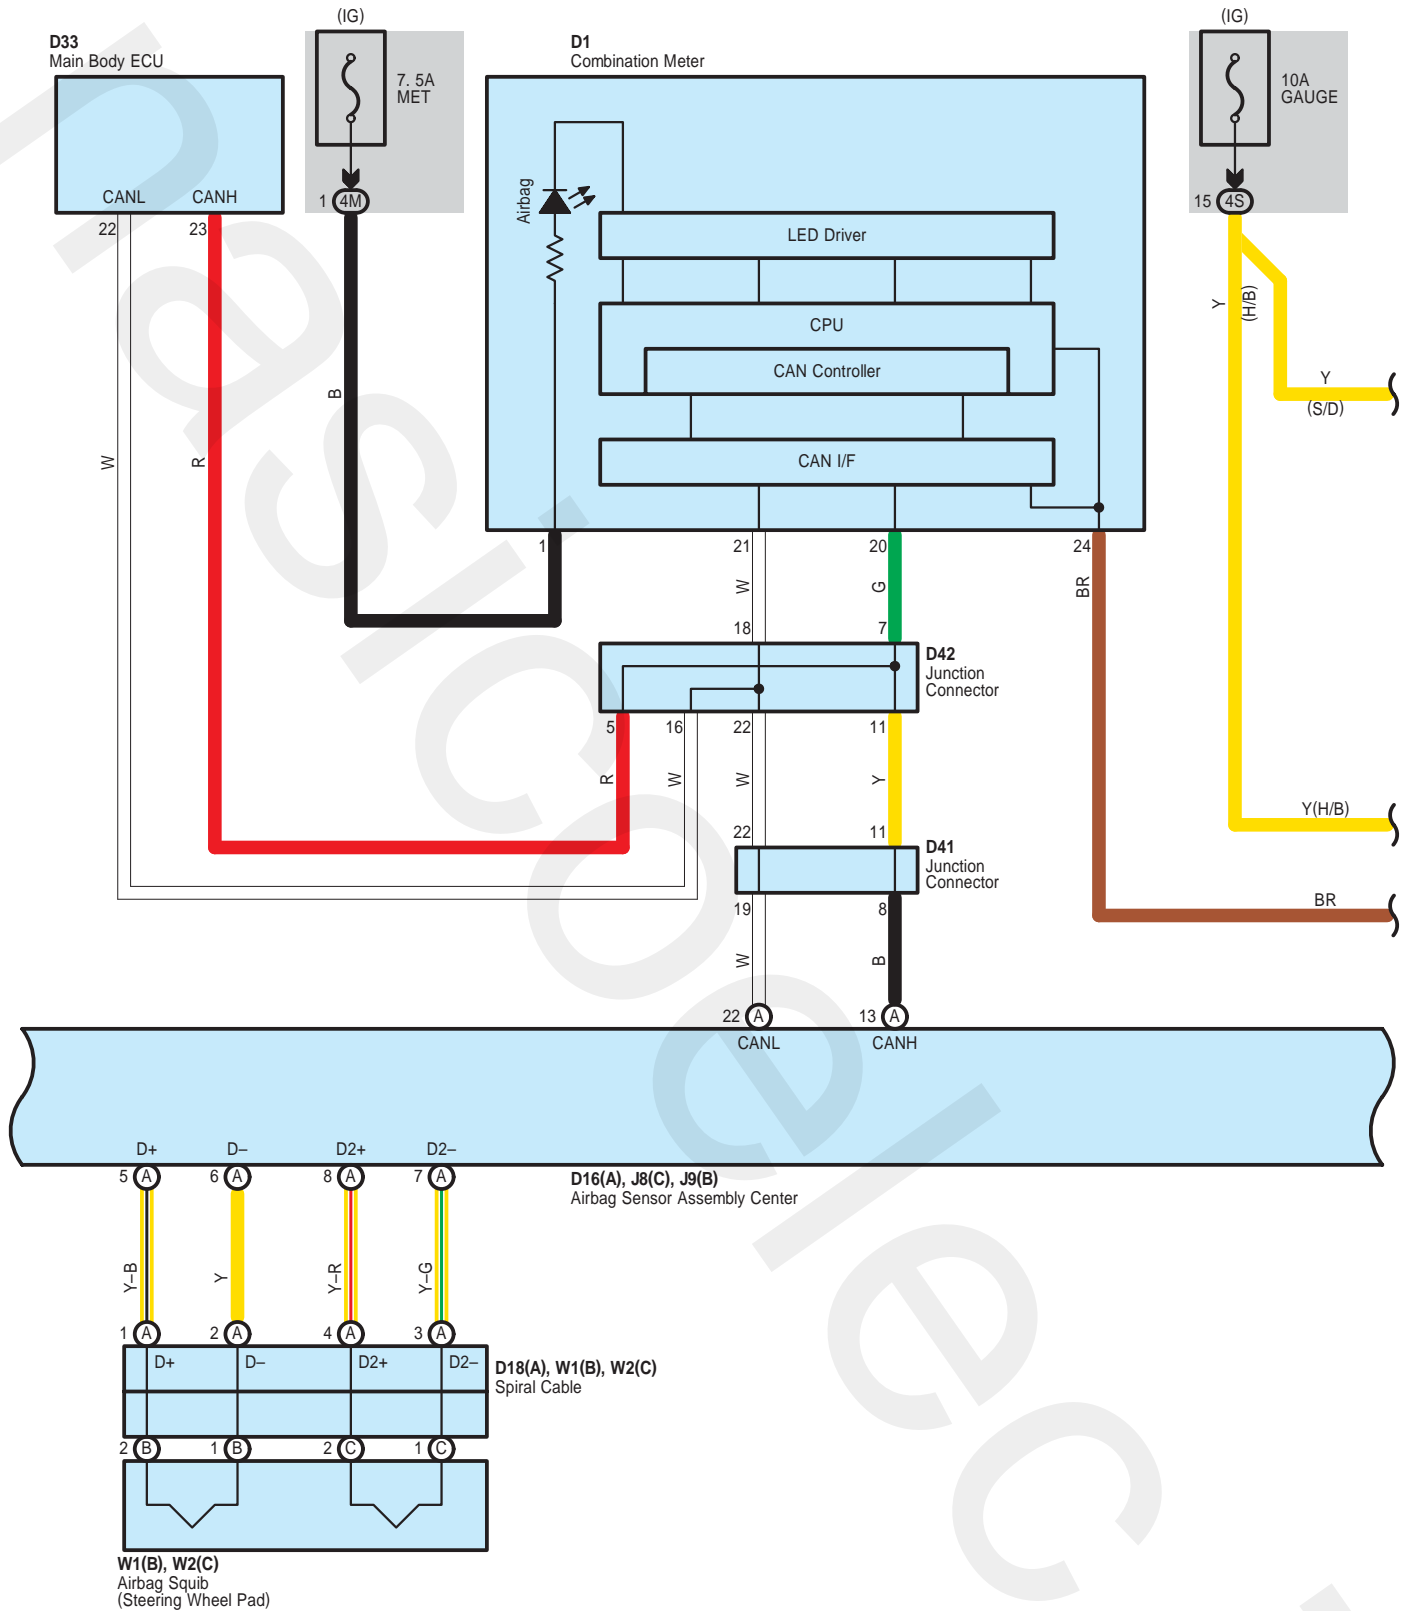 (IG)
(IG)
D33
Main Body ECU
7. 5A
MET
D1
Combination Meter
10A
GAUGE
CANL
CANH
22
23
1
4M
Airbag
LED Driver
CPU
CAN Controller
CAN I/F
15
4S
Y
(H/B)
Y
(S/D)
B
W
R
1
21
20
24
W
G
BR
18
7
D42
Junction
Connector
5
16
22
11
R
W
W
Y
Y(H/B)
22
11
D41
Junction
Connector
19
8
BR
W
B
22
A
13
A
CANL
CANH
D+
D–
D2+
D2–
5
A
6
A
8
A
7
A
D16(A), J8(C), J9(B)
Airbag Sensor Assembly Center
Y–B
Y
Y–R
Y–G
1
A
2
A
4
A
3
A
D+
D–
D2+
D2–
D18(A), W1(B), W2(C)
Spiral Cable
2
B
1
B
2
C
1
C
W1(B), W2(C)
Airbag Squib
(Steering Wheel Pad)